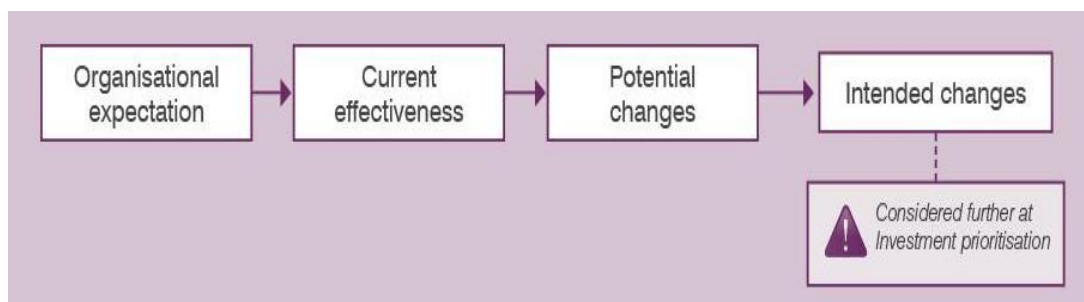 Organisational
expectation
Current
effectiveness
Potential
changes
Intended changes
Considered further at
Investment prioritisation